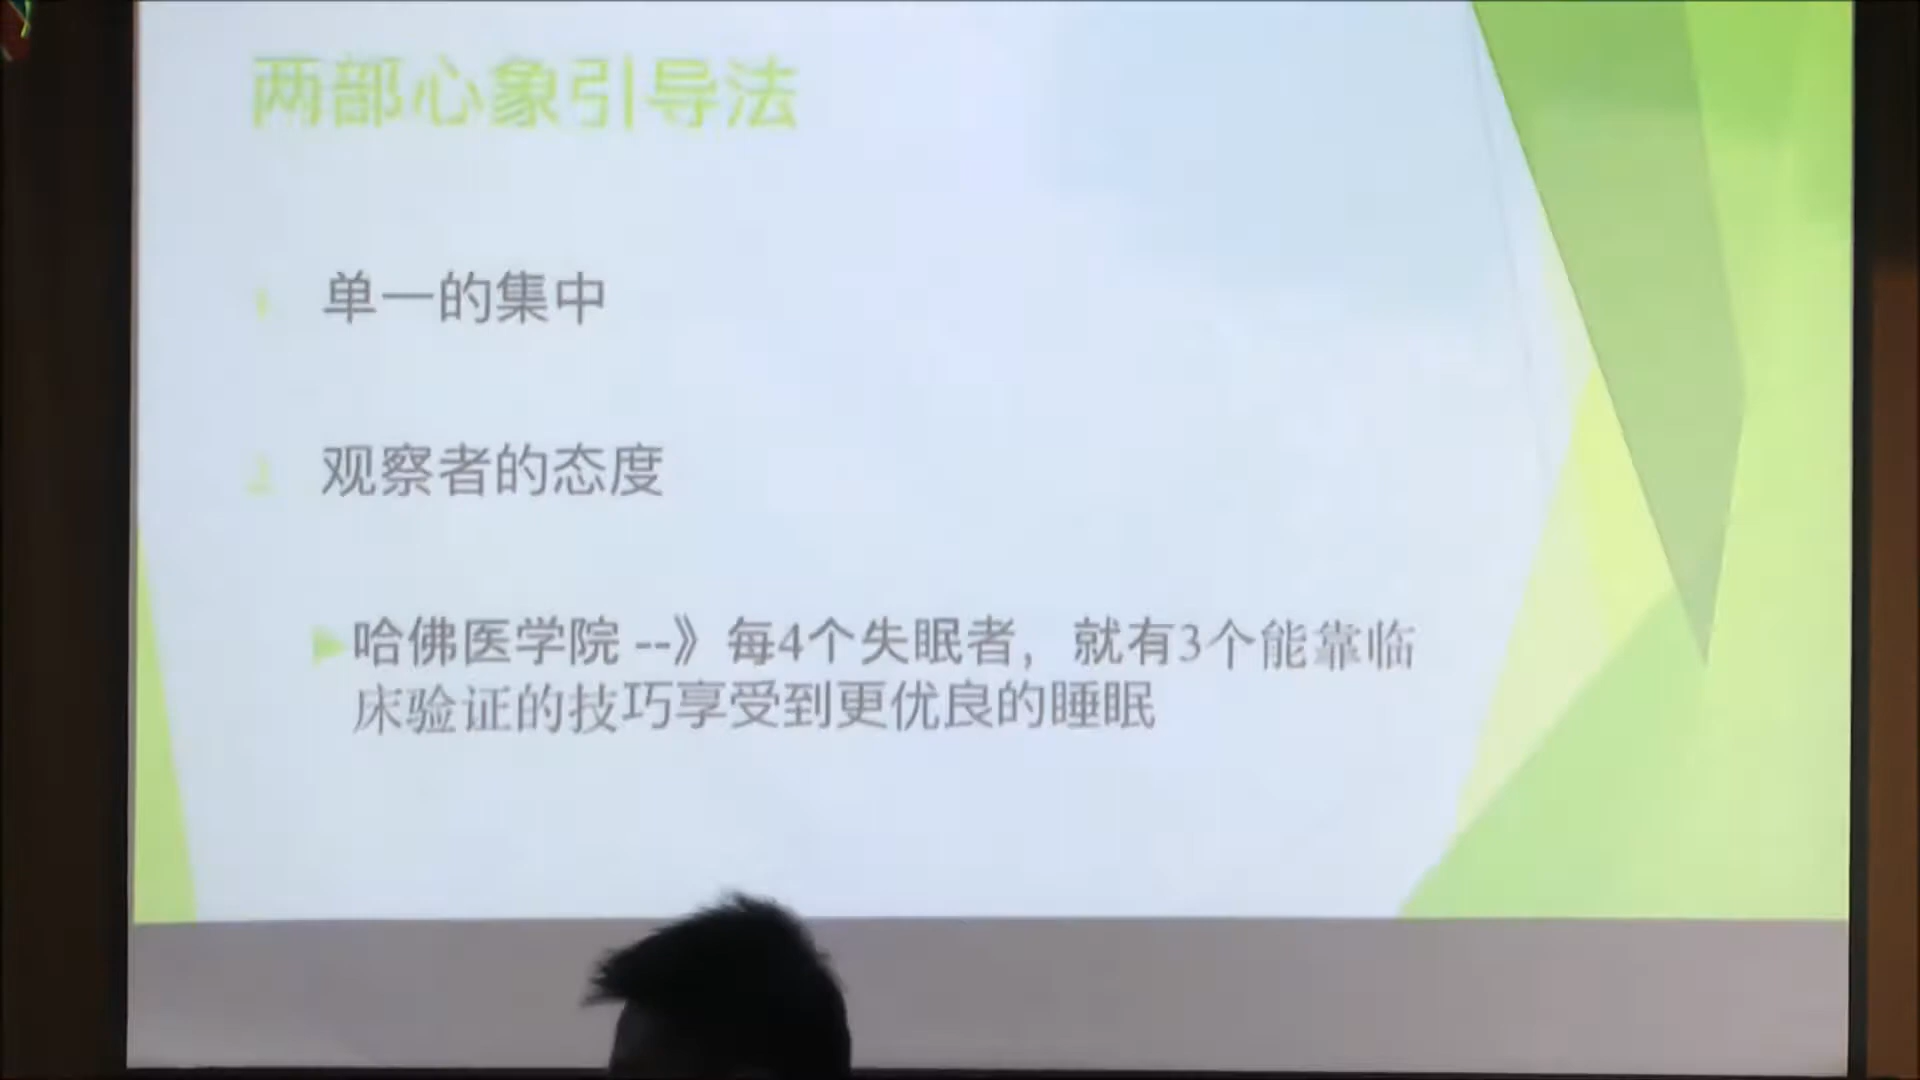 两部心象引导法
1. 单一的集中
2. 观察者的态度
哈佛医学院 --》每4个失眠者，就有3个能靠临
床验证的技巧享受到更优良的睡眠